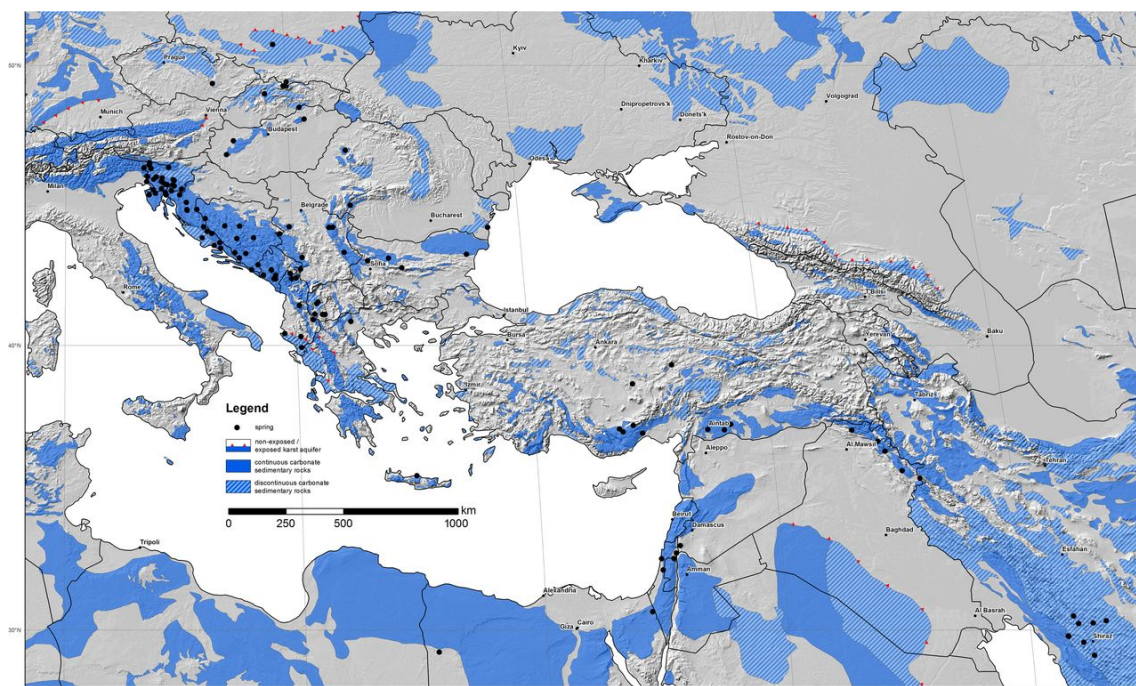 Kyiv
50°N
50°N
Prague
Kharkiv
Volgograd
Munich
Vienna
Dnipropetrovs'k
Donets'k
Budapest
Rostov-on-Don
Odesa
Milan
Belgrade
Bucharest
Sofia
Rome
Tbilisi
Istanbul
Bursa
Ankara
Yerevan
Baku
40°N
40°N
Izmir
Tabriz
Legend
spring
non-exposed /
exposed karst aquifer
continuous carbonate
sedimentary rocks
discontinuous carbonate
sedimentary rocks
km
0 250 500 1000
Aintab
Aleppo
Al Mawsil
Tehran
Beirut
Damascus
Baghdad
Esfahan
Tripoli
Amman
Alexandria
Giza
Cairo
Al Basrah
30°N
30°N
Shiraz